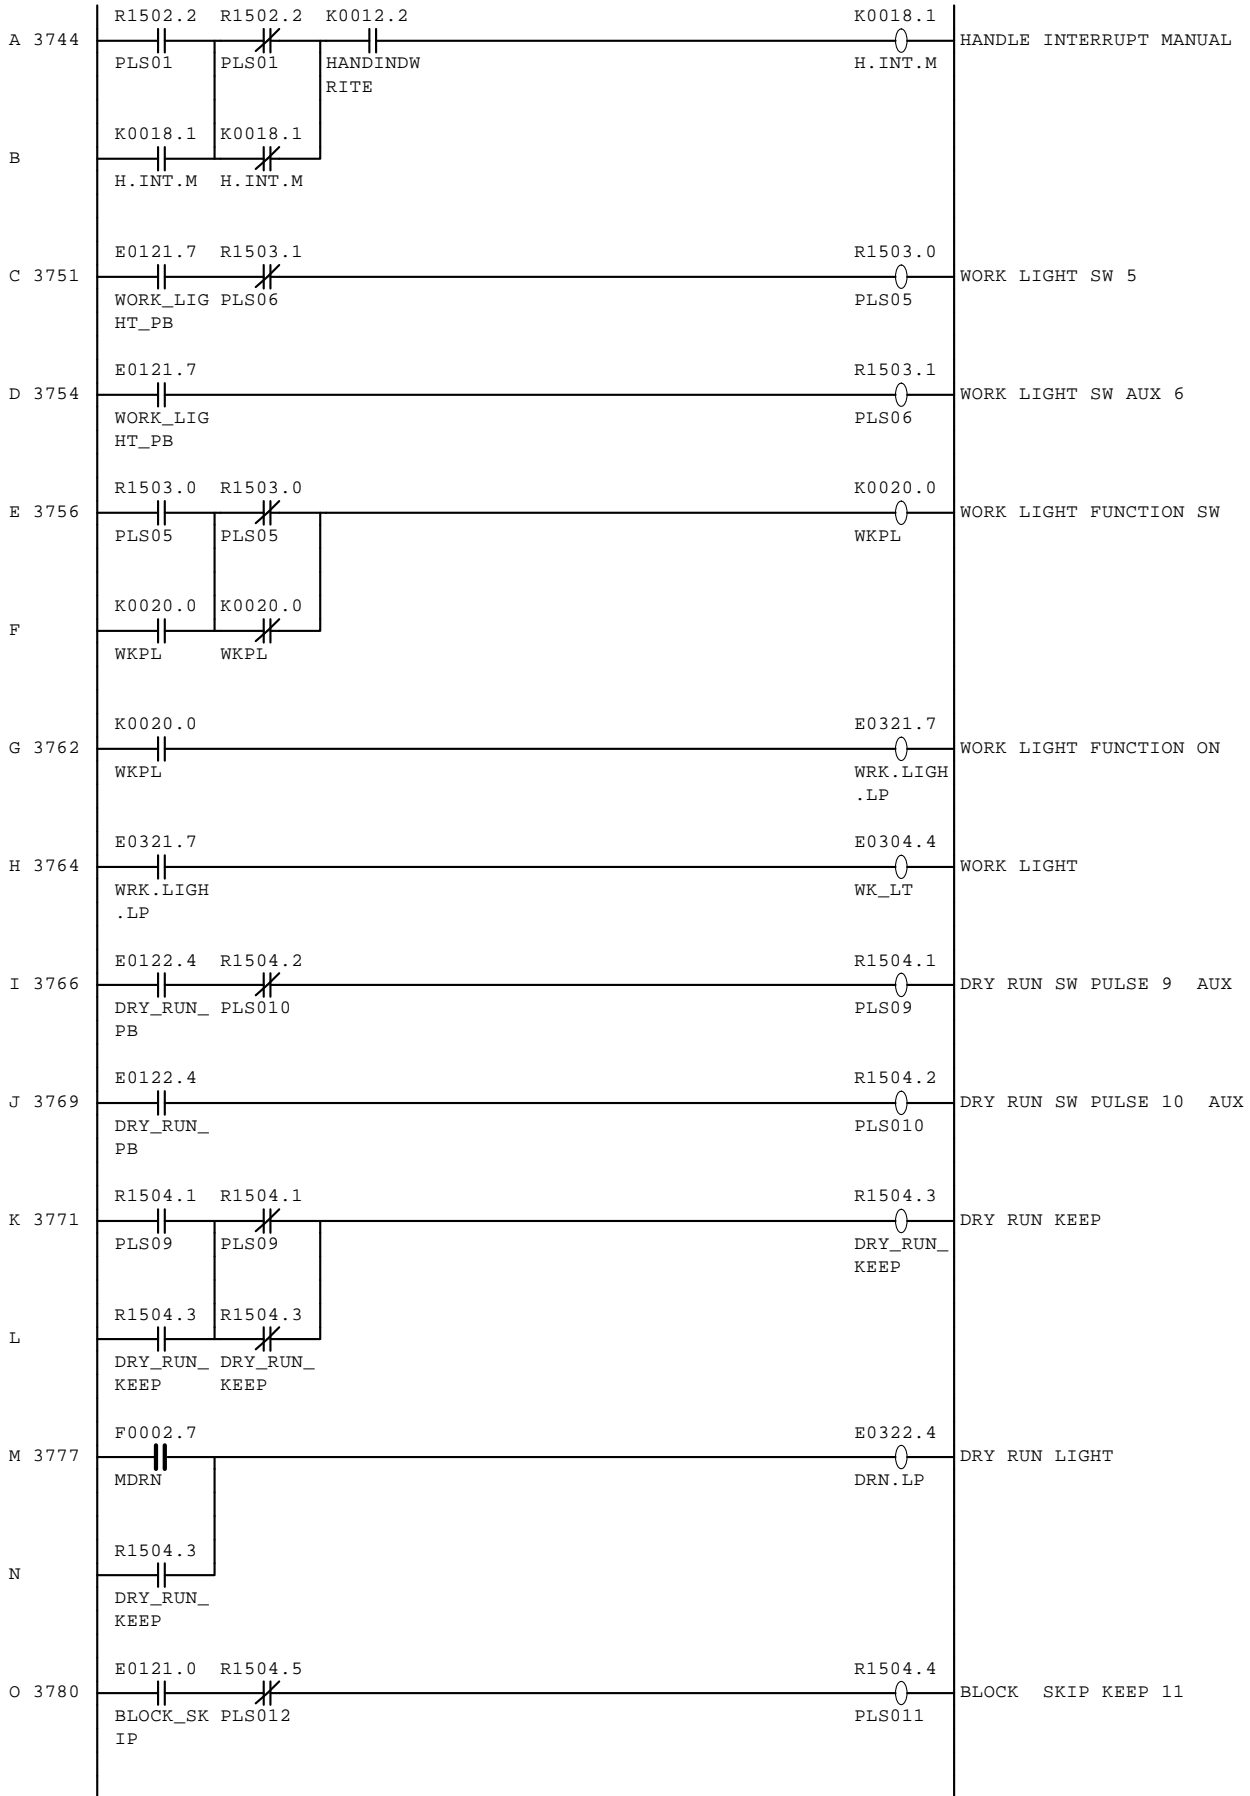 R1502.2 R1502.2 K0012.2 K0018.1
A 3744 HANDLE INTERRUPT MANUAL
PLS01 PLS01 HANDINDW H.INT.M
RITE
K0018.1 K0018.1
B
H.INT.M H.INT.M
E0121.7 R1503.1 R1503.0
C 3751 WORK LIGHT SW 5
WORK_LIG PLS06 PLS05
HT_PB
E0121.7 R1503.1
D 3754 WORK LIGHT SW AUX 6
WORK_LIG PLS06
HT_PB
R1503.0 R1503.0 K0020.0
E 3756 WORK LIGHT FUNCTION SW
PLS05 PLS05 WKPL
K0020.0 K0020.0
F
WKPL WKPL
K0020.0 E0321.7
G 3762 WORK LIGHT FUNCTION ON
WKPL WRK.LIGH
.LP
E0321.7 E0304.4
H 3764 WORK LIGHT
WRK.LIGH WK_LT
.LP
E0122.4 R1504.2 R1504.1
I 3766 DRY RUN SW PULSE 9 AUX
DRY_RUN_ PLS010 PLS09
PB
E0122.4 R1504.2
J 3769 DRY RUN SW PULSE 10 AUX
DRY_RUN_ PLS010
PB
R1504.1 R1504.1 R1504.3
K 3771 DRY RUN KEEP
PLS09 PLS09 DRY_RUN_
KEEP
R1504.3 R1504.3
L
DRY_RUN_ DRY_RUN_
KEEP KEEP
F0002.7 E0322.4
M 3777 DRY RUN LIGHT
MDRN DRN.LP
R1504.3
N
DRY_RUN_
KEEP
E0121.0 R1504.5 R1504.4
O 3780 BLOCK SKIP KEEP 11
BLOCK_SK PLS012 PLS011
IP